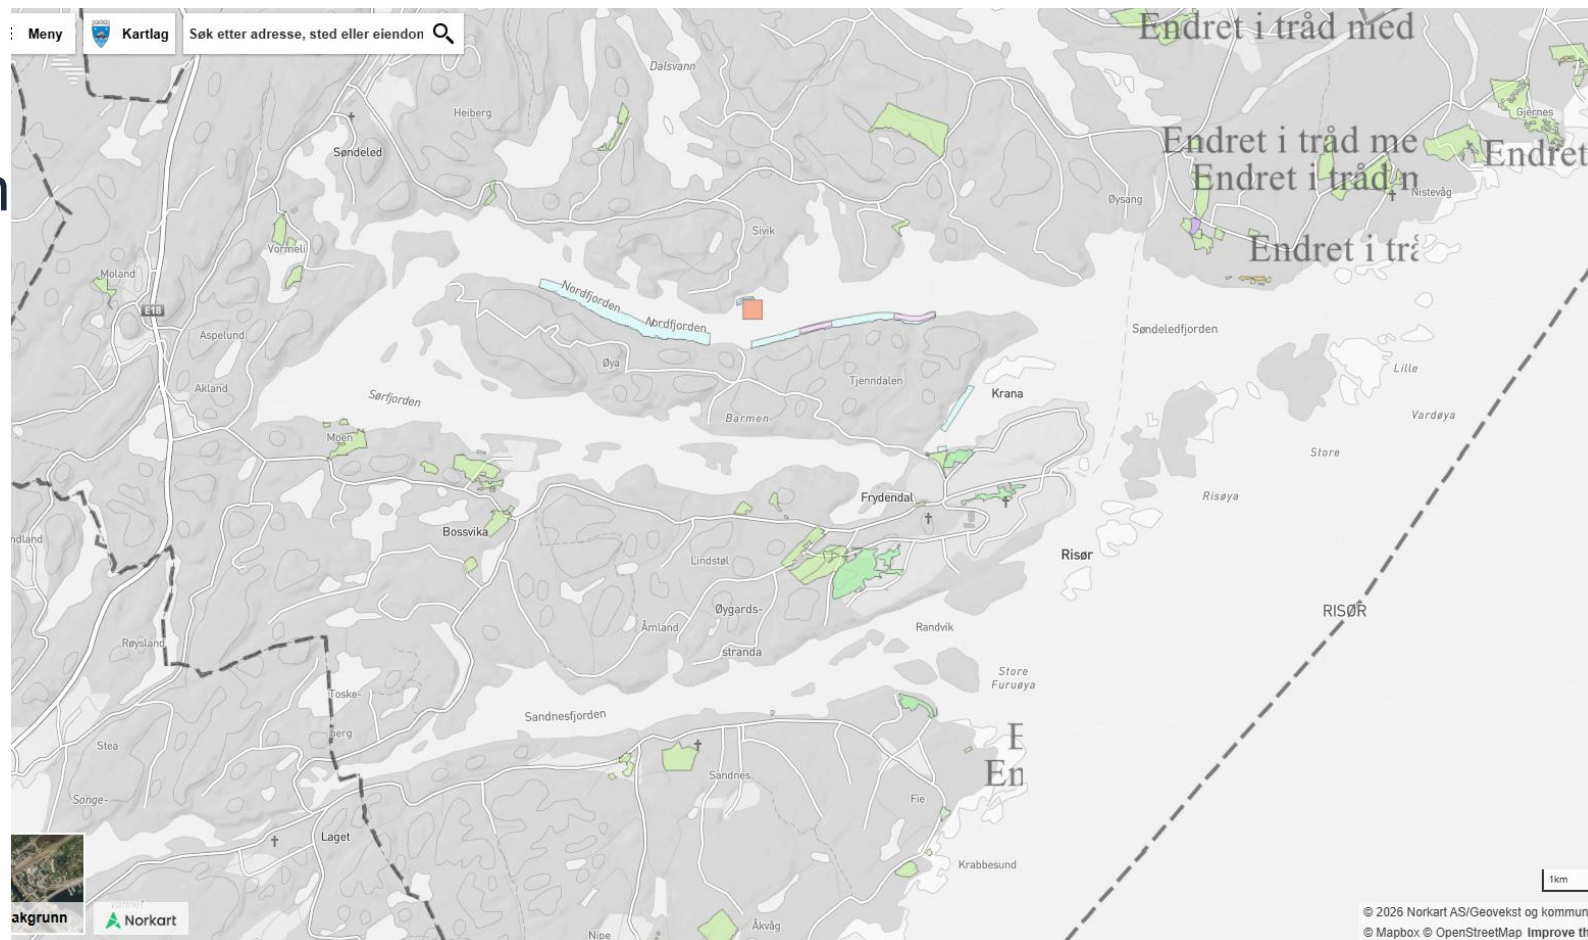 Meny
Kartlag
Søk etter adresse, sted eller eiendon
Endret i tråd med
Dalsvann
Heiberg
Gjernes
Søndeled
Endret i tråd me
Endret
Endret i tråd n
Nistevåg
Øysang
Sivik
Vormeli
Endret i trå
Moland
Nordfjorden
E18
Nordfjorden
Aspelund
Søndeledfjorden
Øya
Lille
Akland
Tjenndalen
Krana
Sørfjorden
Vardøya
Barmen
Moen
Store
Frydendal
Risøya
Bossvika
ndland
Risør
Lindstøl
Øygards-
RISØR
Åmland
Randvik
Røysland
stranda
Store
Furuøya
Toske-
Sandnesfjorden
berg
E
Stea
En
Sandnes
Songe-
Fie
Laget
Krabbesund
1km
akgrunn
Norkart
Nipe
Åkvåg
© 2026 Norkart AS/Geovekst og kommun
© Mapbox © OpenStreetMap Improve th